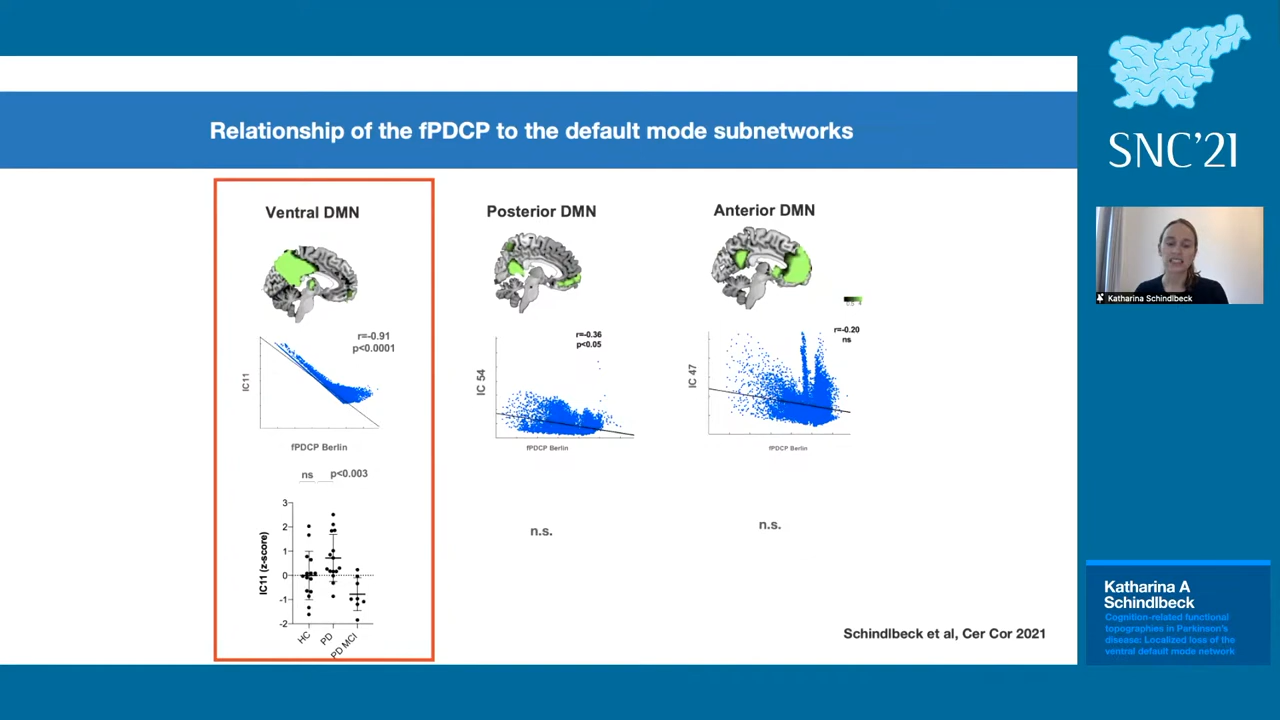 Relationship of the fPDCP to the default mode subnetworks
Ventral DMN
r=-0.91
p<0.0001
IC11
fPDCP Berlin
ns p<0.003
3
2
1
0
-1
-2
IC11 (z-score)
HC
PD
PD MCI
Posterior DMN
r=-0.36
p<0.05
IC 54
fPDCP Berlin
n.s.
Anterior DMN
r=-0.20
ns
IC 47
fPDCP Berlin
n.s.
Schindlbeck et al, Cer Cor 2021
SNC'21
Katharina Schindlbeck
Katharina A
Schindlbeck
Cognition-related functional
topographies in Parkinson's
disease: Localized loss of the
ventral default mode network